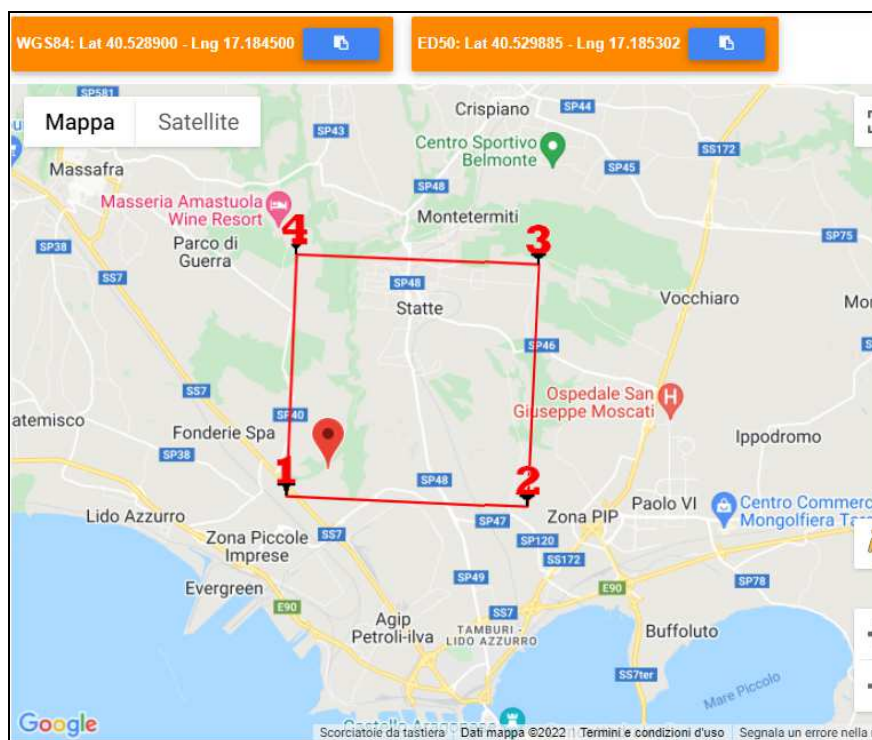 WGS84: Lat 40.528900 - Lng 17.184500
ED50: Lat 40.529885 - Lng 17.185302
Mappa
Satellite
SP581
Crispiano
SP44
SP43
Centro Sportivo
Belmonte
SS172
SP45
Massafra
SP48
Masseria Amastuola
Wine Resort
Montetermiti
4
3
Parco di
Guerra
SP38
SP75
SS7
SP48
Statte
Vocchiaro
SP46
SS7
Ospedale San
Giuseppe Moscati
H
SP40
Fonderie Spa
Ippodromo
SP38
1
SP48
2
Lido Azzurro
SP47
Zona PIP
Paolo VI
Zona Piccole
Imprese
SS7
SP120
SS172
Evergreen
SP49
E90
SP78
E90
Agip
Petroli-ilva
SS7
TAMBURI -
LIDO AZZURRO
Buffoluto
SS7ter
Mare Piccolo
Google
Scorciatoie da tastiera
Dati mappa ©2022
Termini e condizioni d'uso